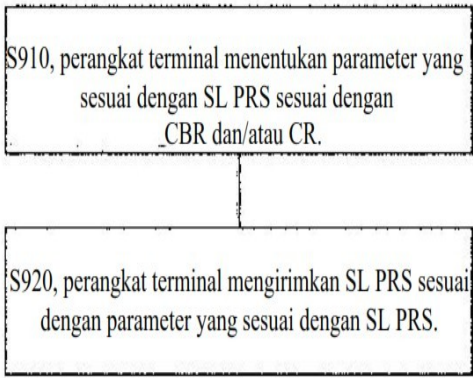 S910, perangkat terminal menentukan parameter yang
sesuai dengan SL PRS sesuai dengan
CBR dan/atau CR.
S920, perangkat terminal mengirimkan SL PRS sesuai
dengan parameter yang sesuai dengan SL PRS.